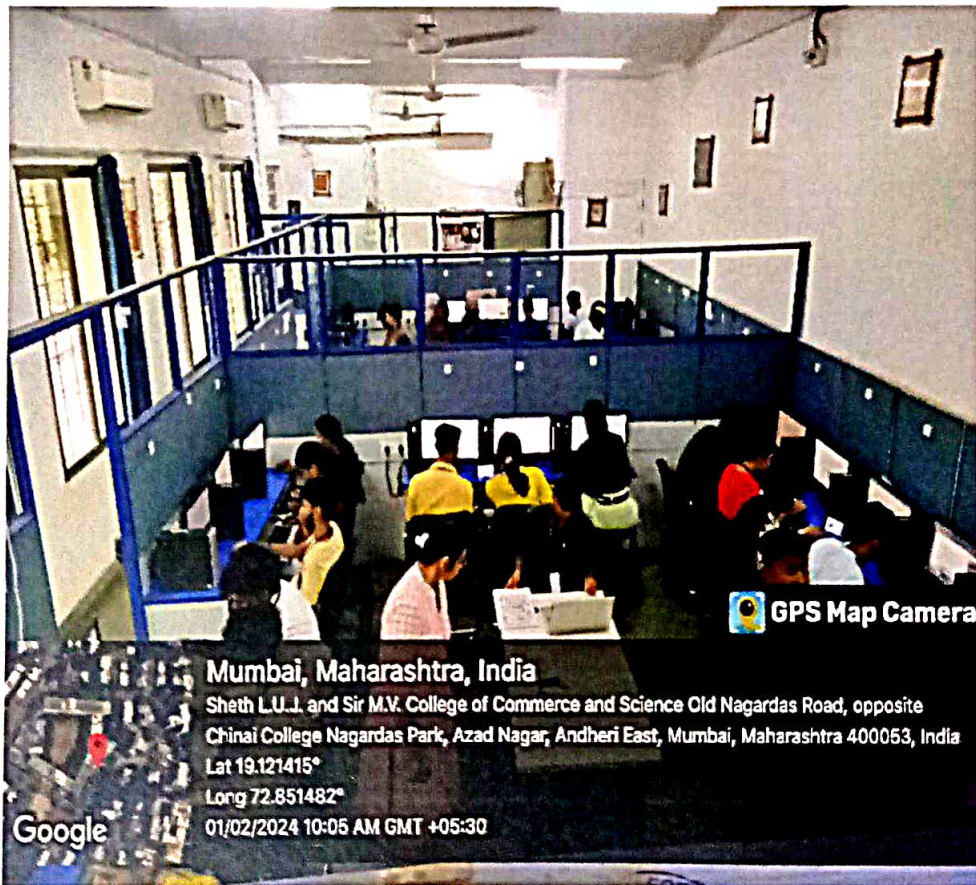 GPS Map Camera
Mumbai, Maharashtra, India
Sheth L.U.J. and Sir M.V. College of Commerce and Science Old Nagardas Road, opposite
Chinai College Nagardas Park, Azad Nagar, Andheri East, Mumbai, Maharashtra 400053, India
Lat 19.121415°
Long 72.851482°
01/02/2024 10:05 AM GMT +05:30
Google